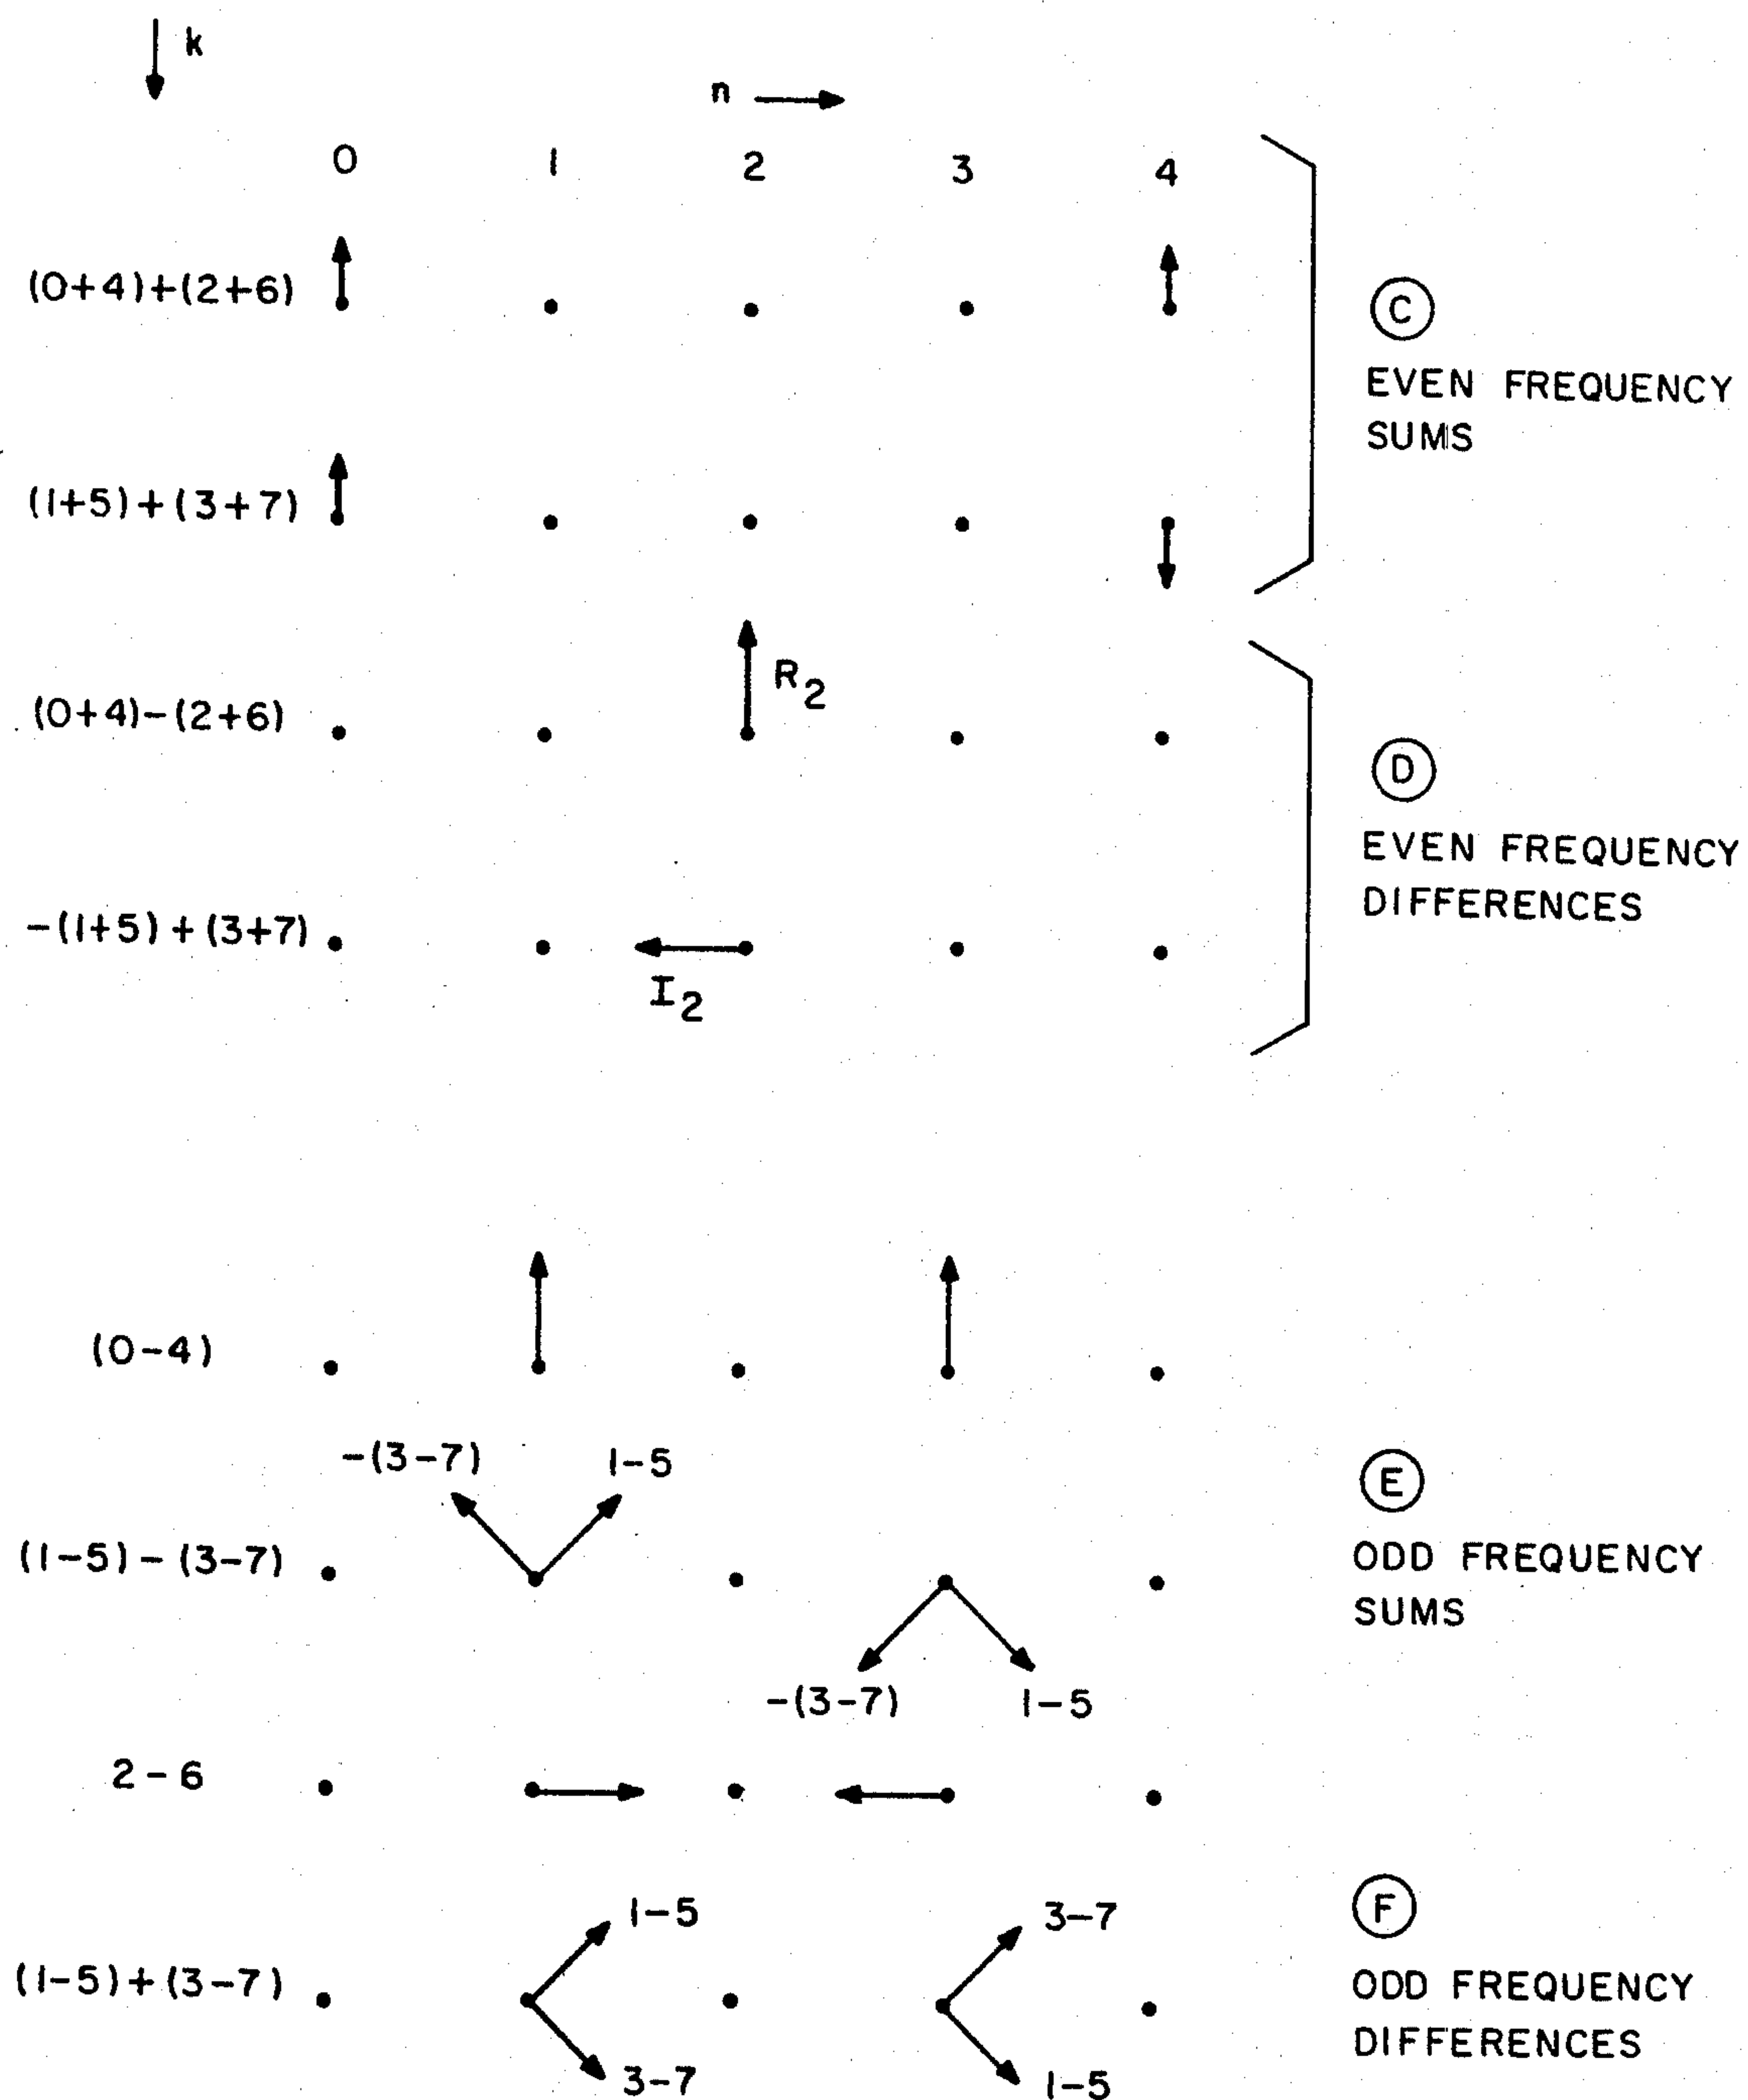 k
n
0 1 2 3 4
(0+4)+(2+6)
C
EVEN FREQUENCY
SUMS
(1+5)+(3+7)
R2
(0+4)-(2+6)
D
EVEN FREQUENCY
DIFFERENCES
-(1+5)+(3+7)
I2
(0-4)
-(3-7) 1-5
E
(1-5)-(3-7)
ODD FREQUENCY
SUMS
-(3-7) 1-5
2-6
1-5 3-7
F
(1-5)+(3-7)
ODD FREQUENCY
DIFFERENCES
3-7 1-5